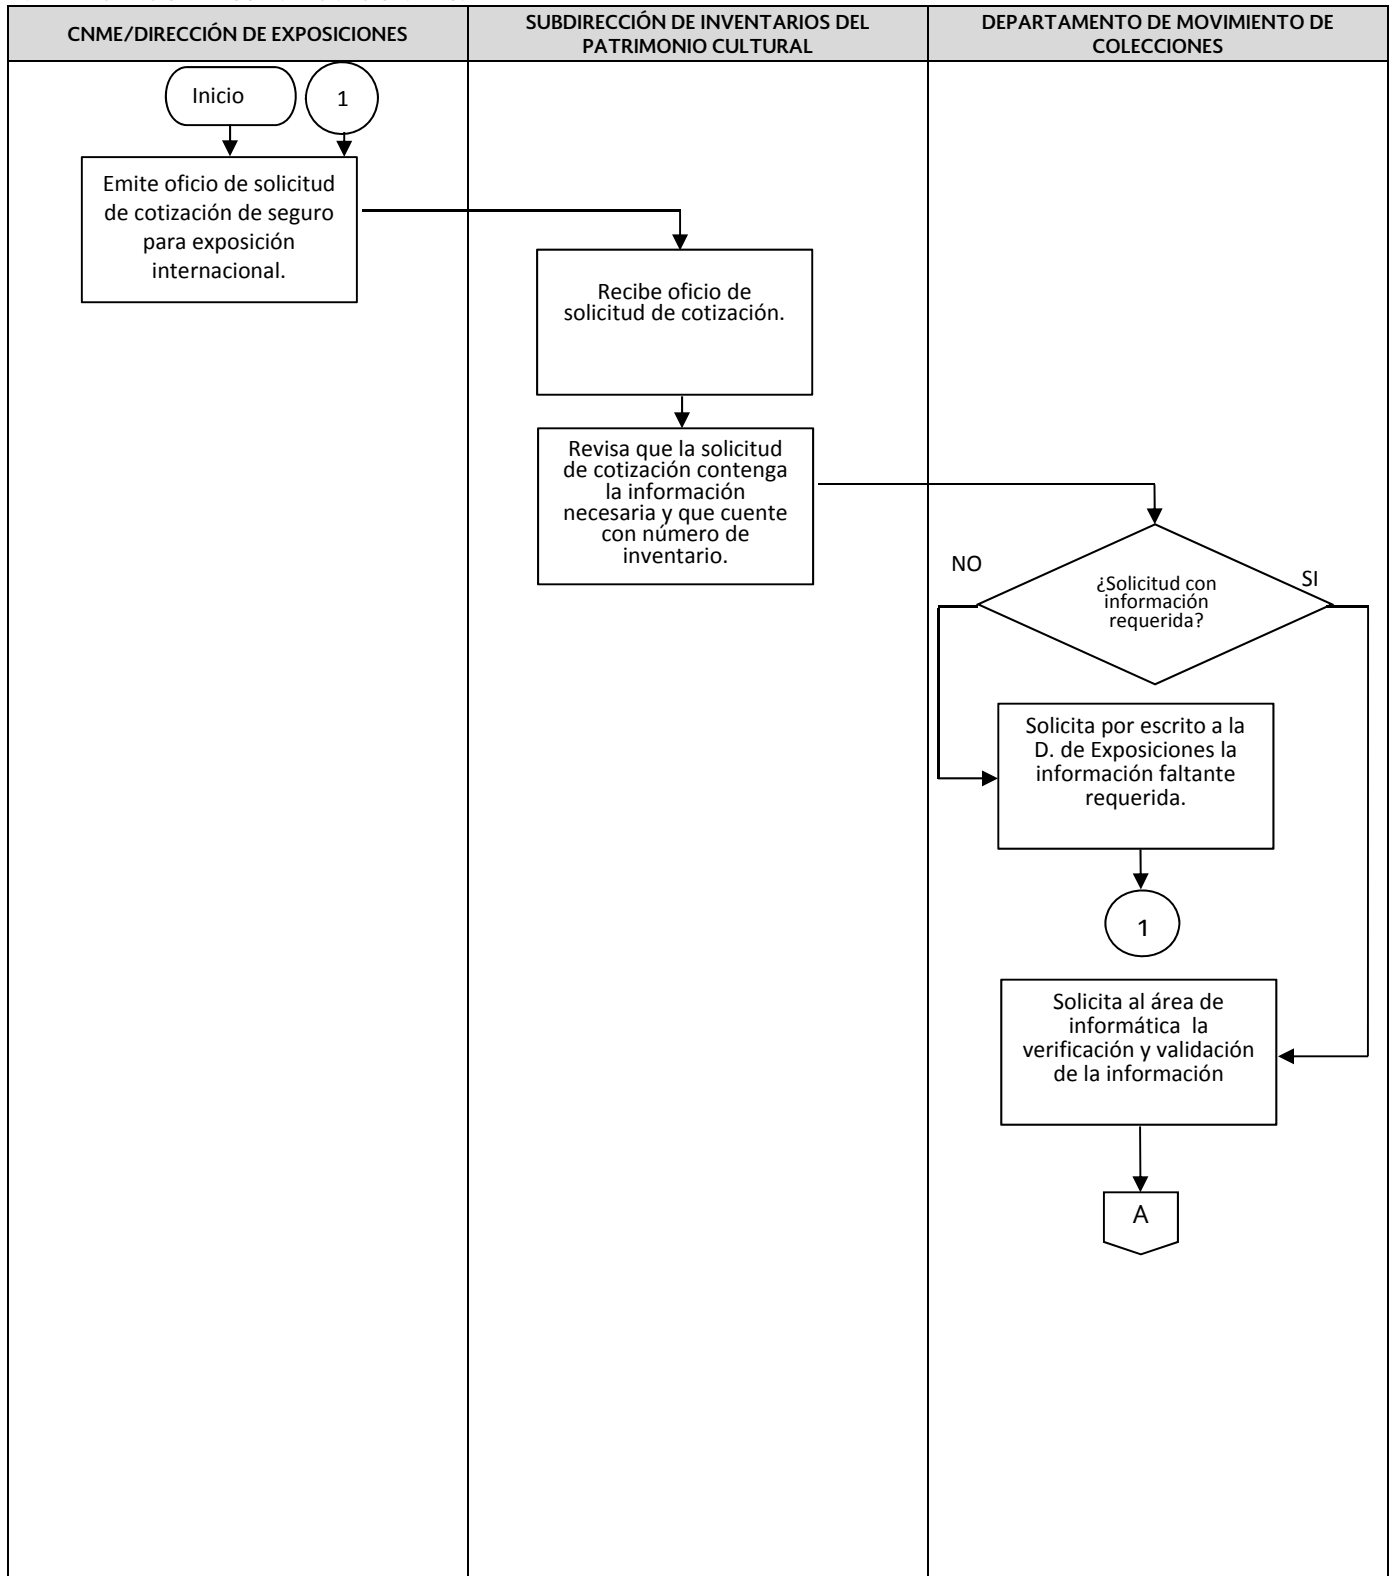 CNME/DIRECCIÓN DE EXPOSICIONES
SUBDIRECCIÓN DE INVENTARIOS DEL
PATRIMONIO CULTURAL
DEPARTAMENTO DE MOVIMIENTO DE
COLECCIONES
Inicio
1
Emite oficio de solicitud
de cotización de seguro
para exposición
internacional.
Recibe oficio de
solicitud de cotización.
Revisa que la solicitud
de cotización contenga
la información
necesaria y que cuente
con número de
inventario.
NO
¿Solicitud con
información
requerida?
SI
Solicita por escrito a la
D. de Exposiciones la
información faltante
requerida.
1
Solicita al área de
informática la
verificación y validación
de la información
A